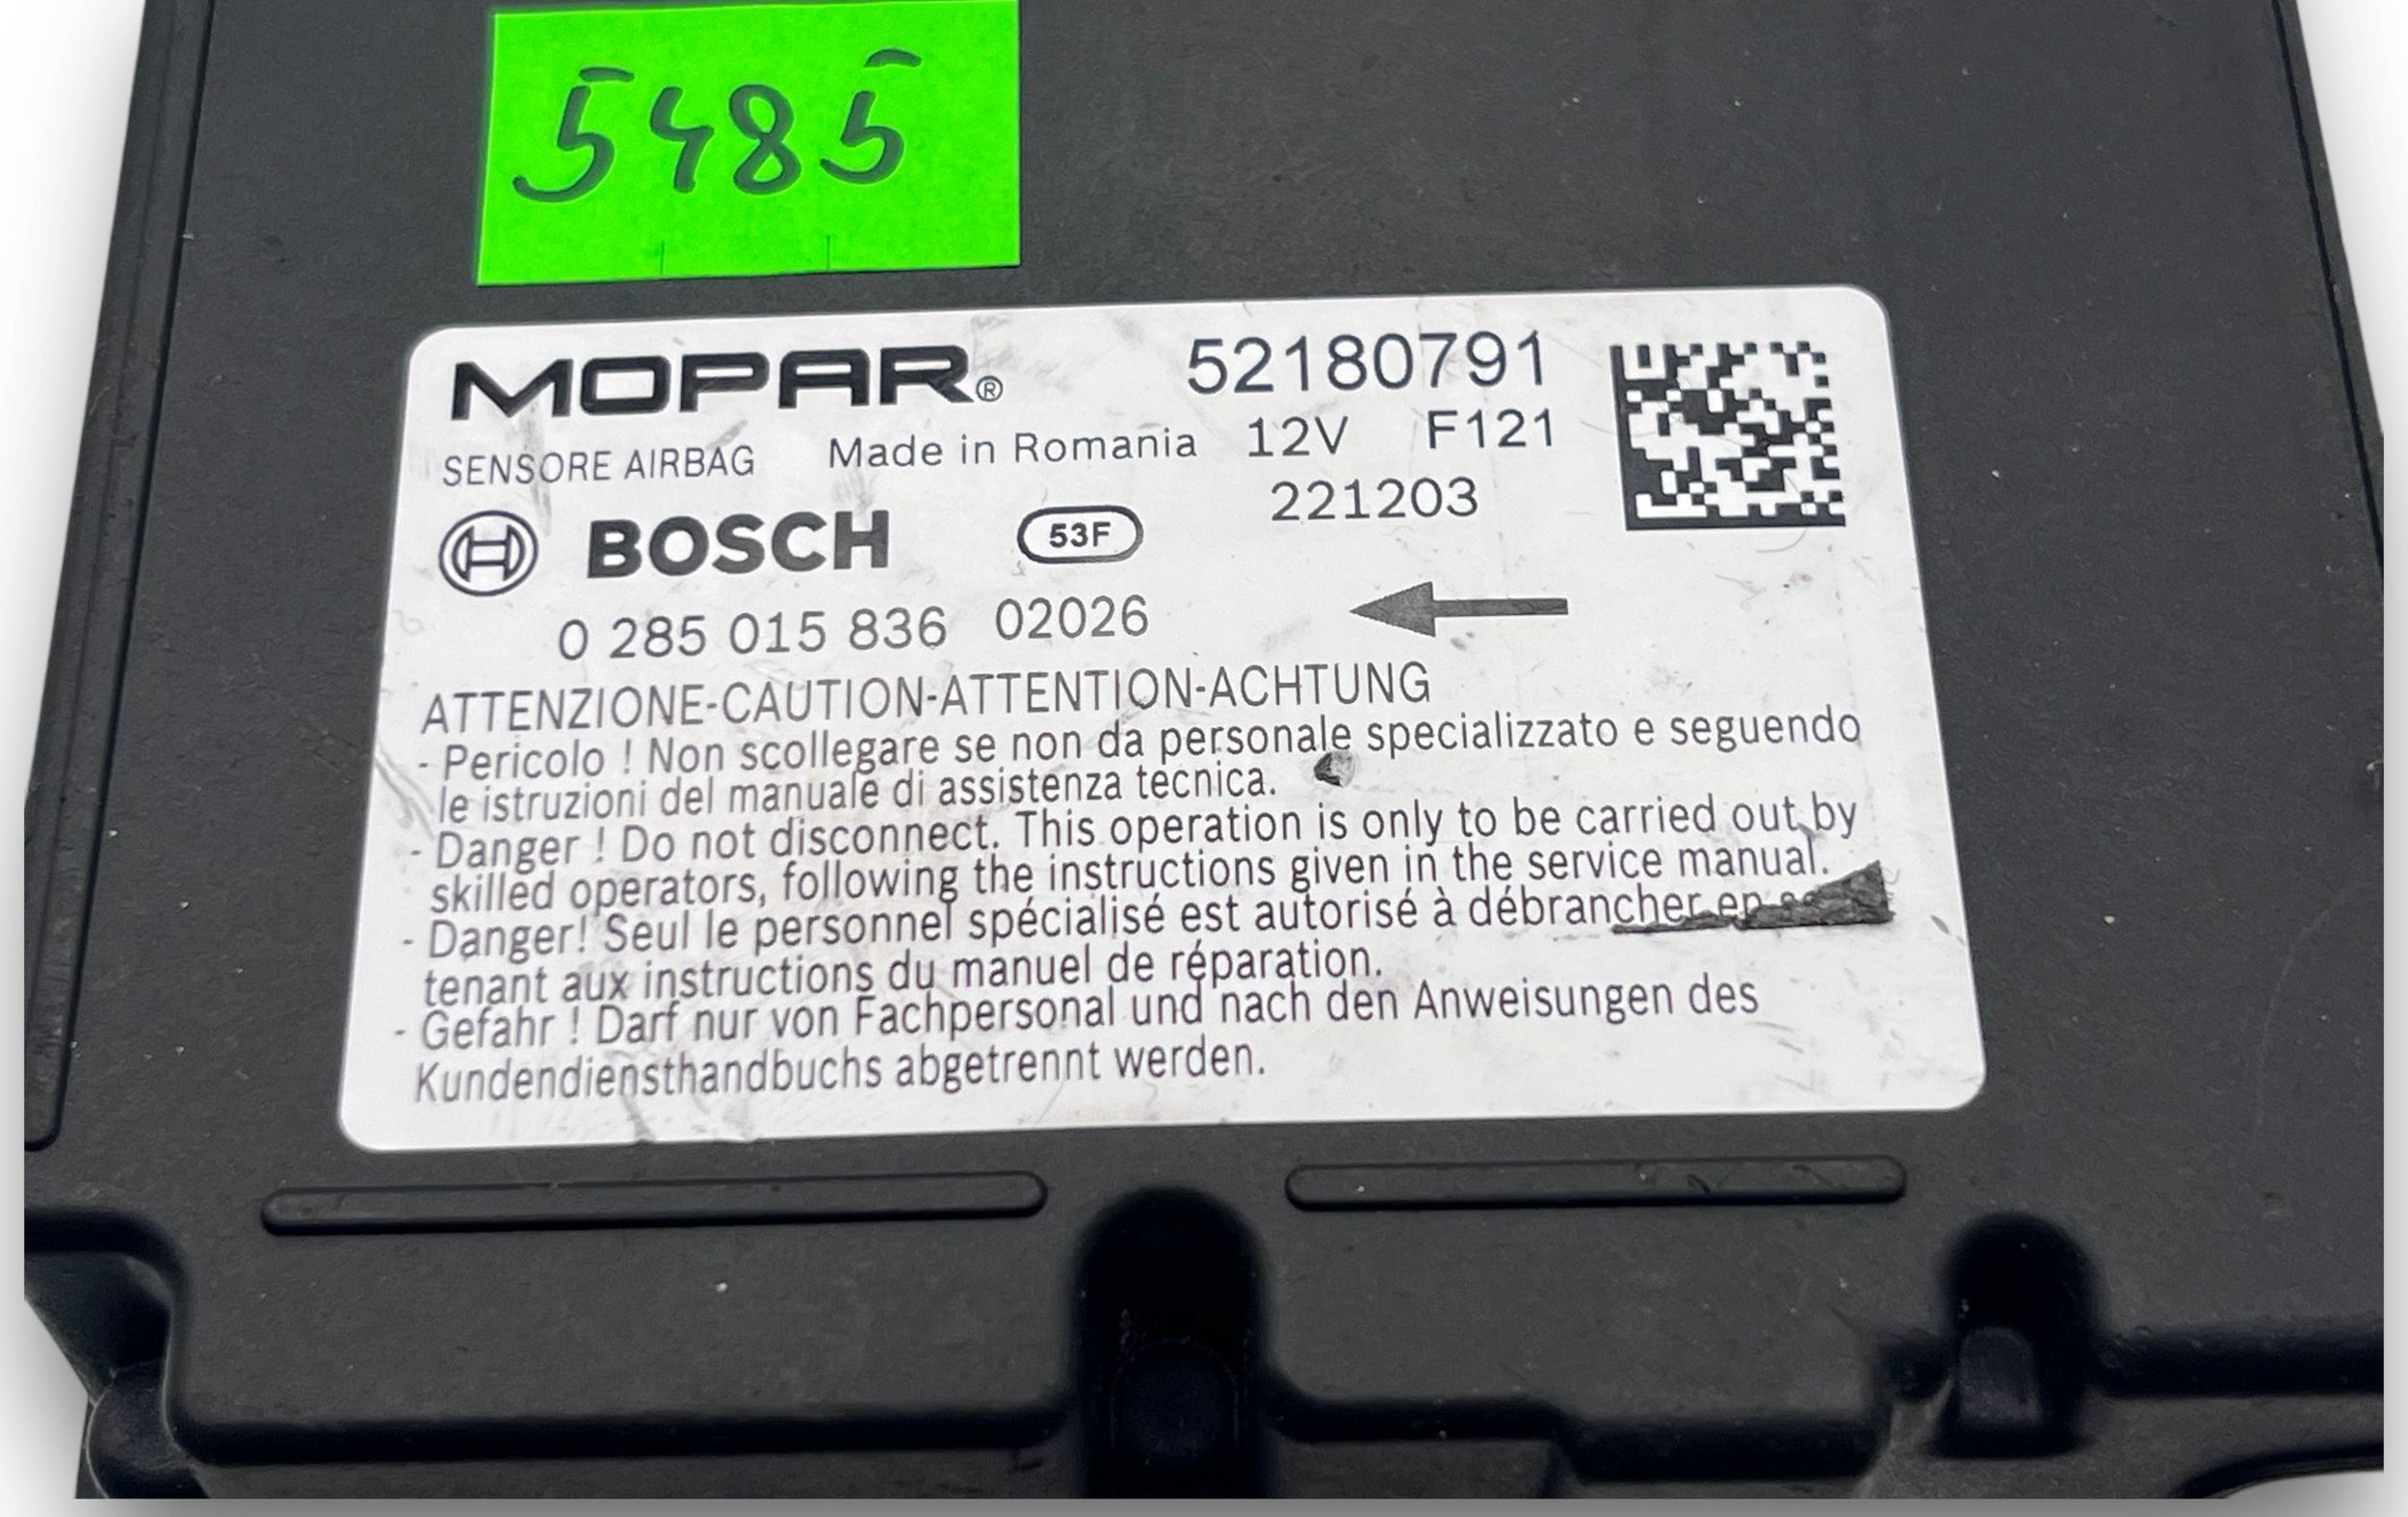 5485
MOPAR® 52180791
SENSORE AIRBAG Made in Romania 12V F121
221203
BOSCH 53F
0 285 015 836 02026
ATTENZIONE-CAUTION-ATTENTION-ACHTUNG
- Pericolo ! Non scollegare se non da personale specializzato e seguendo
le istruzioni del manuale di assistenza tecnica.
- Danger ! Do not disconnect. This operation is only to be carried out by
skilled operators, following the instructions given in the service manual.
- Danger! Seul le personnel spécialisé est autorisé à débrancher en
tenant aux instructions du manuel de réparation.
- Gefahr ! Darf nur von Fachpersonal und nach den Anweisungen des
Kundendiensthandbuchs abgetrennt werden.